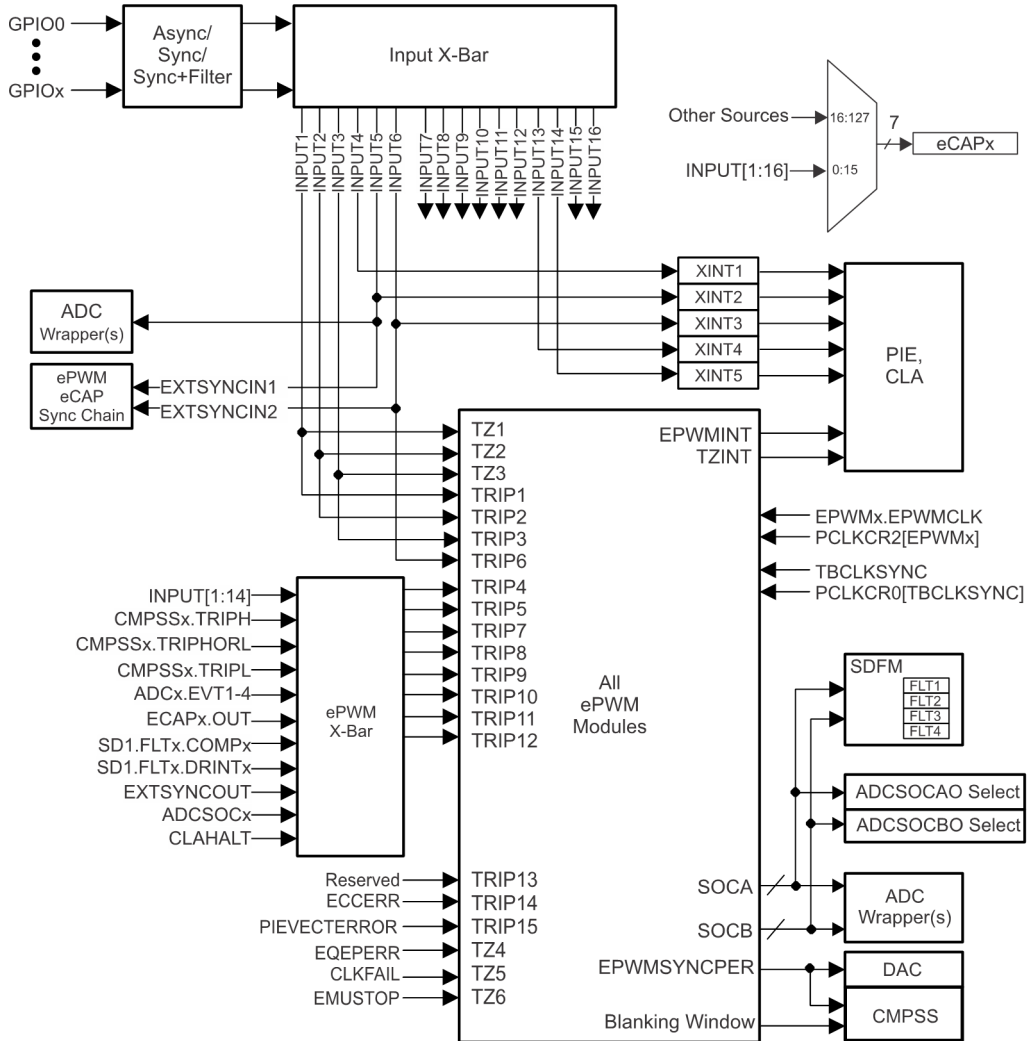 GPIO0
GPIOx
Async/
Sync/
Sync+Filter
Input X-Bar
INPUT1
INPUT2
INPUT3
INPUT4
INPUT5
INPUT6
INPUT7
INPUT8
INPUT9
INPUT10
INPUT11
INPUT12
INPUT13
INPUT14
INPUT15
INPUT16
Other Sources
16:127
INPUT[1:16]
0:15
7
eCAPx
XINT1
XINT2
XINT3
XINT4
XINT5
PIE,
CLA
ADC
Wrapper(s)
ePWM
eCAP
Sync Chain
EXTSYNCIN1
EXTSYNCIN2
TZ1
TZ2
TZ3
TRIP1
TRIP2
TRIP3
TRIP6
TRIP4
TRIP5
TRIP7
TRIP8
TRIP9
TRIP10
TRIP11
TRIP12
EPWMINT
TZINT
EPWMx.EPWMCLK
PCLKCR2[EPWMx]
TBCLKSYNC
PCLKCR0[TBCLKSYNC]
INPUT[1:14]
CMPSSx.TRIPH
CMPSSx.TRIPHORL
CMPSSx.TRIPL
ADCx.EVT1-4
ECAPx.OUT
SD1.FLTx.COMPx
SD1.FLTx.DRINTx
EXTSYNCOUT
ADCSOCx
CLAHALT
ePWM
X-Bar
All
ePWM
Modules
SDFM
FLT1
FLT2
FLT3
FLT4
ADCSOCAO Select
ADCSOCBO Select
Reserved
ECCERR
PIEVECTERROR
EQEPERR
CLKFAIL
EMUSTOP
TRIP13
TRIP14
TRIP15
TZ4
TZ5
TZ6
SOCA
SOCB
EPWMSYNCPER
Blanking Window
ADC
Wrapper(s)
DAC
CMPSS